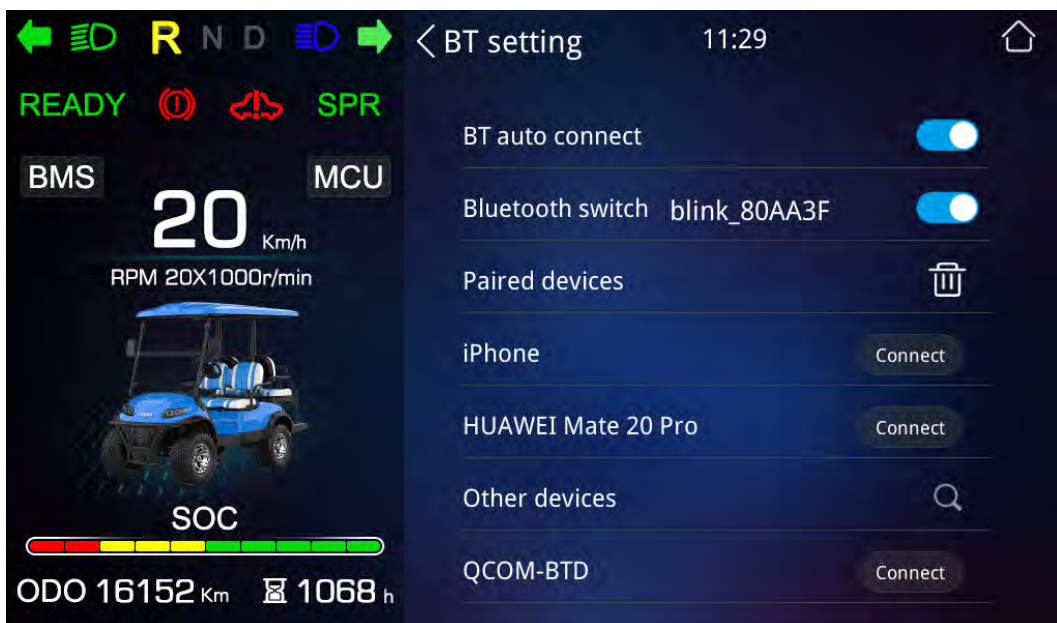 R N D
READY SPR
BMS MCU
20 Km/h
RPM 20X1000r/min
SOC
ODO 16152 Km 1068 h
BT setting 11:29
BT auto connect
Bluetooth switch blink_80AA3F
Paired devices
iPhone Connect
HUAWEI Mate 20 Pro Connect
Other devices
QCOM-BTD Connect